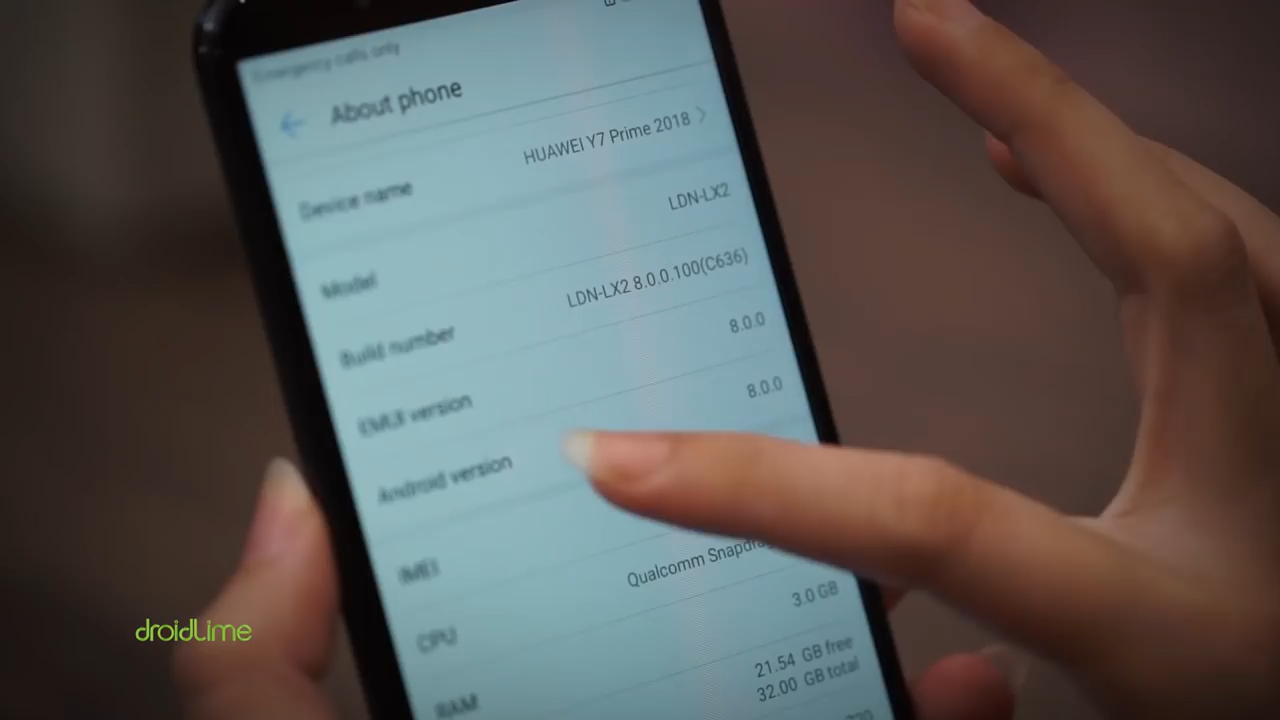 Emergency calls only
About phone
Device name HUAWEI Y7 Prime 2018
Model LDN-LX2
Build number LDN-LX2 8.0.0.100(C636)
EMUI version 8.0.0
Android version 8.0.0
IMEI
CPU Qualcomm
RAM 3.0 GB
21.54 GB free
32.00 GB total
droidLime